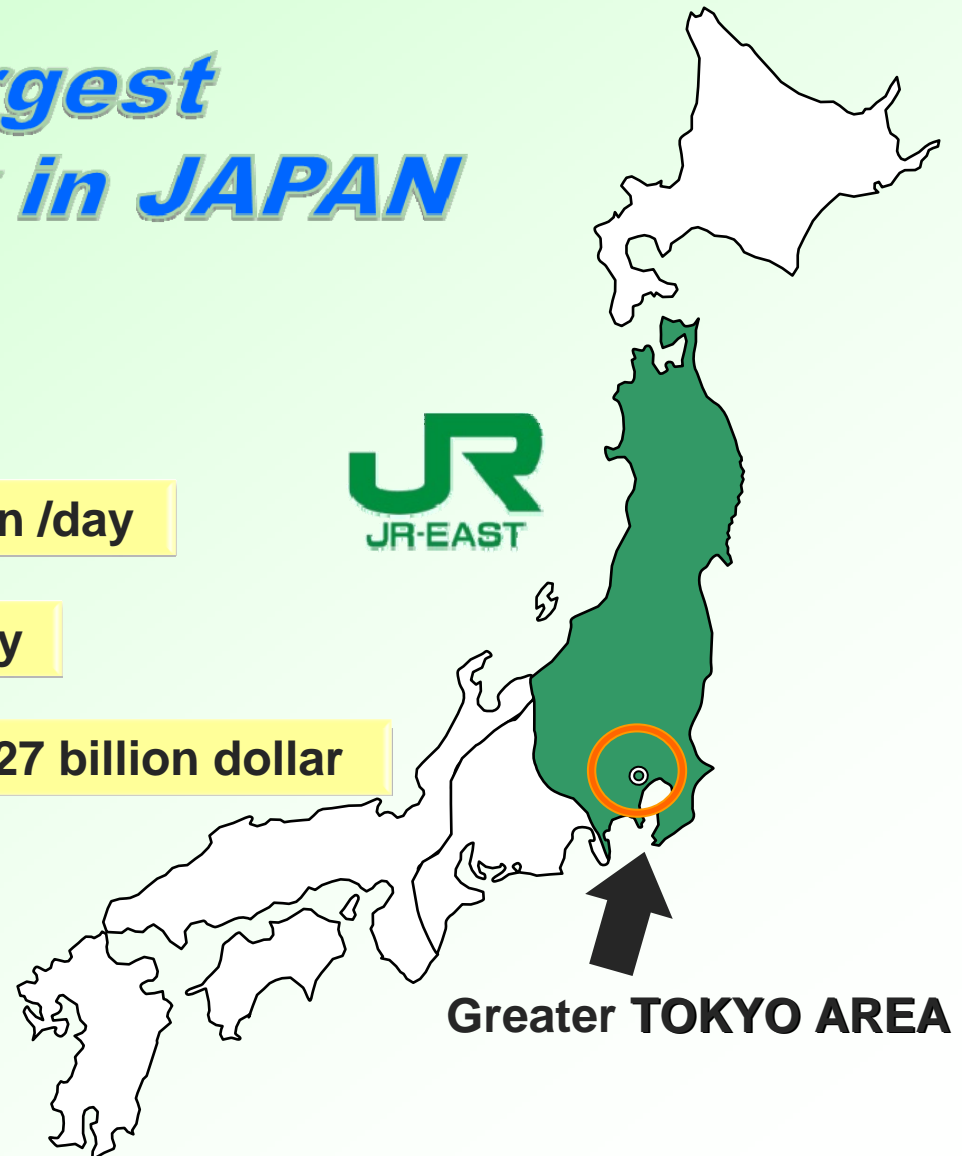 rgest
in JAPAN
JR
JR-EAST
n /day
y
27 billion dollar
Greater TOKYO AREA